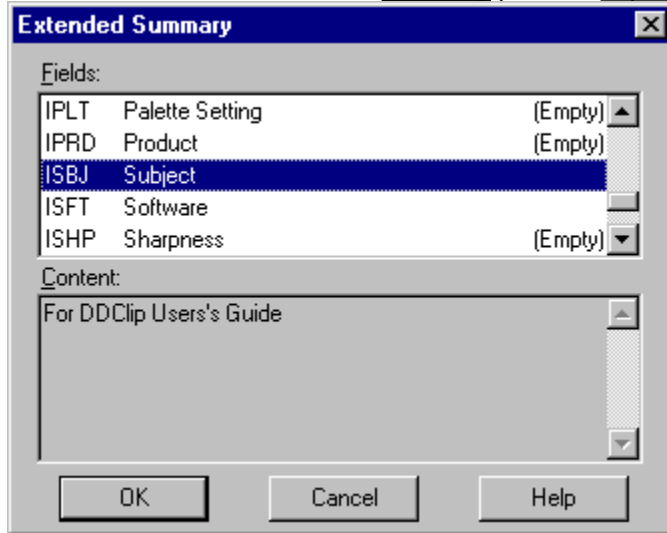 Extended Summary
Fields:
IPLT Palette Setting (Empty)
IPRD Product (Empty)
ISBJ Subject
ISFT Software
ISHP Sharpness (Empty)
Content:
For DDClip Users's Guide
OK Cancel Help